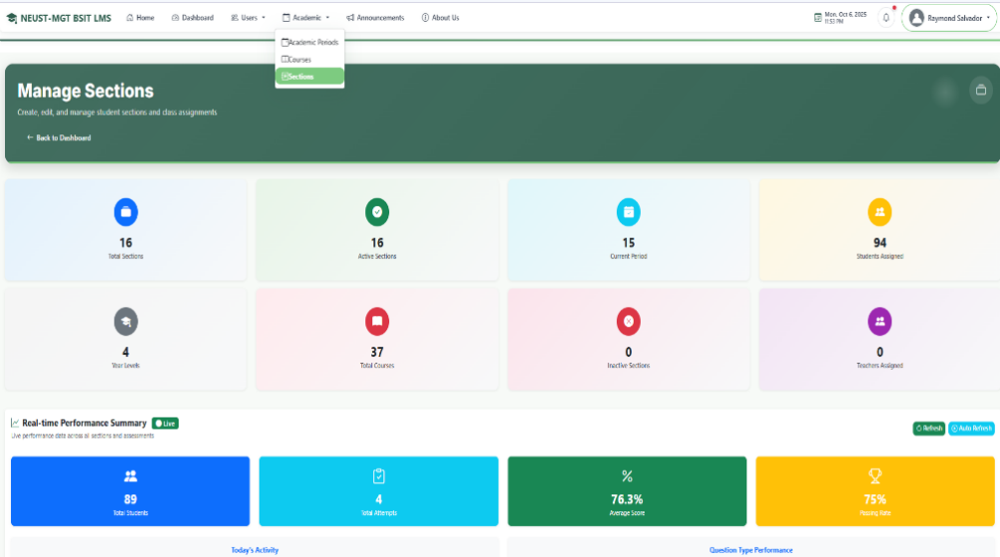 NEUST-MGT BSIT LMS
Home
Dashboard
Users
Academic
Announcements
About Us
Mon, Oct 6, 2025
11:53 PM
Raymond Salvador
Academic Periods
Courses
Sections
Manage Sections
Create, edit, and manage student sections and class assignments
← Back to Dashboard
16
Total Sections
16
Active Sections
15
Current Period
94
Students Assigned
4
Year Levels
37
Total Courses
0
Inactive Sections
0
Teachers Assigned
Real-time Performance Summary
Live
Live performance data across all sections and assessments
Refresh
Auto Refresh
89
Total Students
4
Total Attempts
76.3%
Average Score
75%
Passing Rate
Today's Activity
Question Type Performance